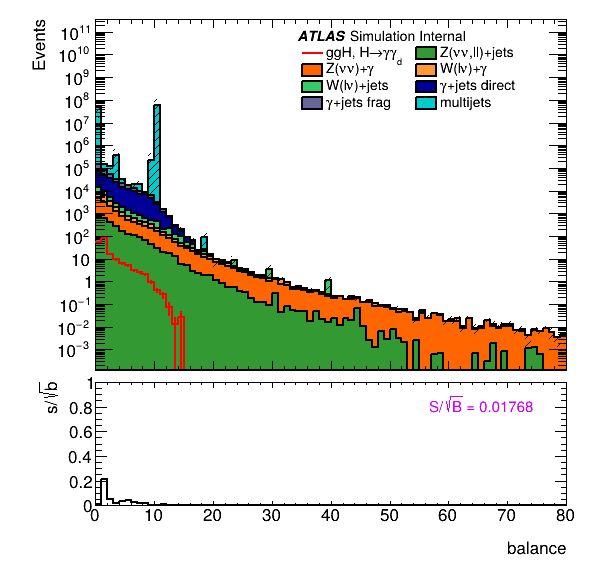 Events
ATLAS Simulation Internal
ggH, H→γγd
Z(νν,ll)+jets
Z(νν)+γ
W(lν)+γ
W(lν)+jets
γ+jets direct
γ+jets frag
multijets
10¹¹
10¹⁰
10⁹
10⁸
10⁷
10⁶
10⁵
10⁴
10³
10²
10
1
10⁻¹
10⁻²
10⁻³
s/√b
1
0.8
0.6
0.4
0.2
0
S/√B = 0.01768
0 10 20 30 40 50 60 70 80
balance